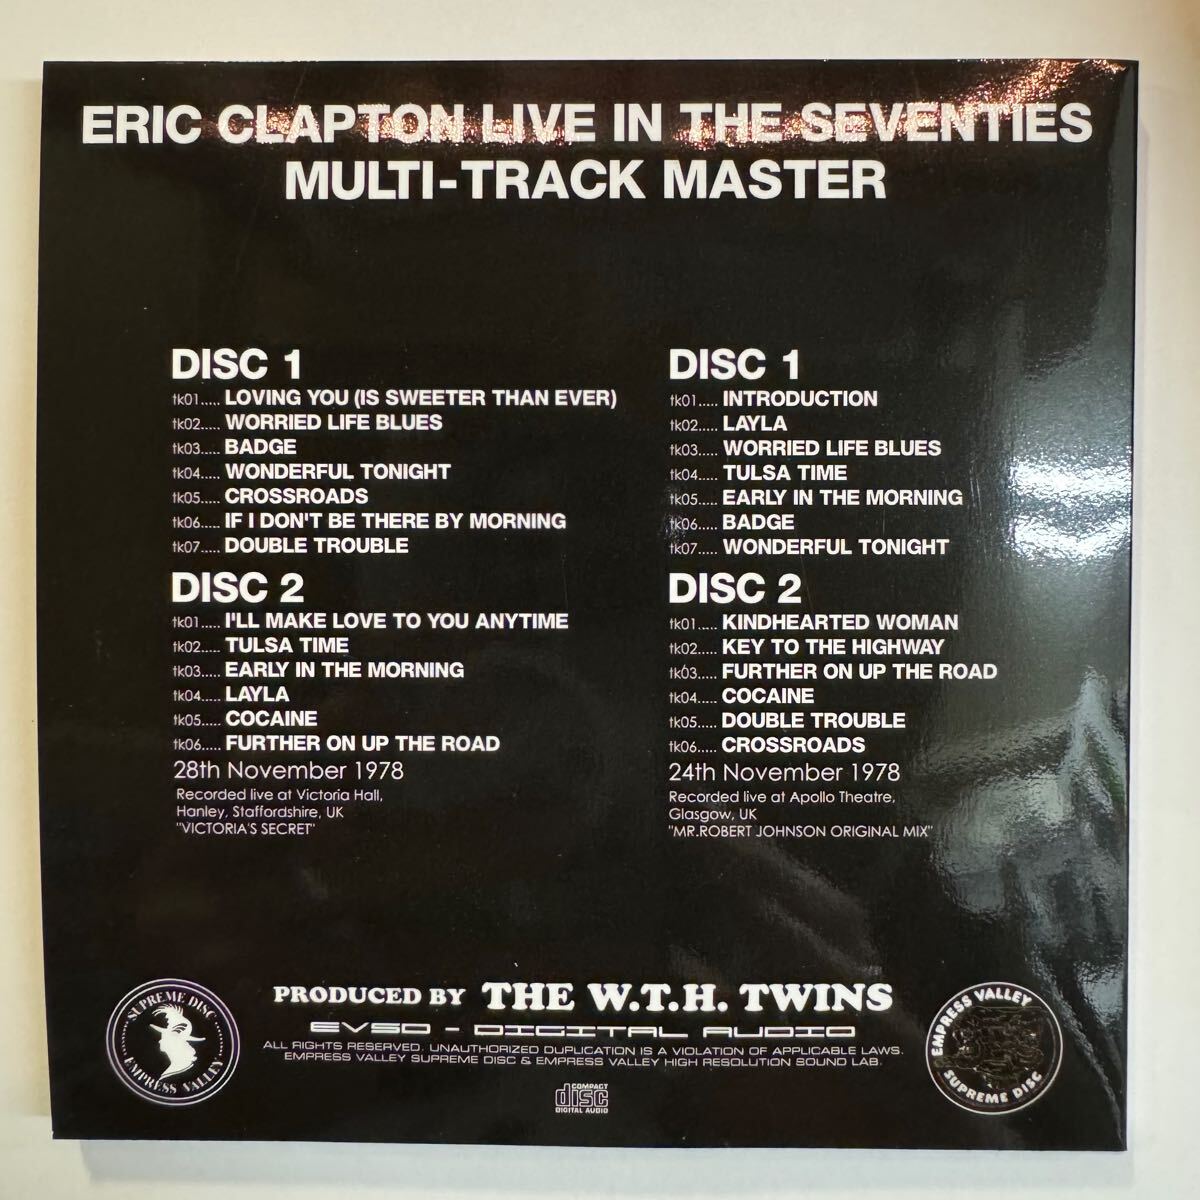 ERIC CLAPTON LIVE IN THE SEVENTIES
MULTI-TRACK MASTER
DISC 1
tk01..... LOVING YOU (IS SWEETER THAN EVER)
tk02..... WORRIED LIFE BLUES
tk03..... BADGE
tk04..... WONDERFUL TONIGHT
tk05..... CROSSROADS
tk06..... IF I DON'T BE THERE BY MORNING
tk07..... DOUBLE TROUBLE
DISC 2
tk01..... I'LL MAKE LOVE TO YOU ANYTIME
tk02..... TULSA TIME
tk03..... EARLY IN THE MORNING
tk04..... LAYLA
tk05..... COCAINE
tk06..... FURTHER ON UP THE ROAD
28th November 1978
Recorded live at Victoria Hall,
Hanley, Staffordshire, UK
"VICTORIA'S SECRET"
DISC 1
tk01..... INTRODUCTION
tk02..... LAYLA
tk03..... WORRIED LIFE BLUES
tk04..... TULSA TIME
tk05..... EARLY IN THE MORNING
tk06..... BADGE
tk07..... WONDERFUL TONIGHT
DISC 2
tk01..... KINDHEARTED WOMAN
tk02..... KEY TO THE HIGHWAY
tk03..... FURTHER ON UP THE ROAD
tk04..... COCAINE
tk05..... DOUBLE TROUBLE
tk06..... CROSSROADS
24th November 1978
Recorded live at Apollo Theatre,
Glasgow, UK
"MR.ROBERT JOHNSON ORIGINAL MIX"
SUPREME DISC
EMPRESS VALLEY
PRODUCED BY THE W.T.H. TWINS
EVSD - DIGITAL AUDIO
ALL RIGHTS RESERVED. UNAUTHORIZED DUPLICATION IS A VIOLATION OF APPLICABLE LAWS.
EMPRESS VALLEY SUPREME DISC & EMPRESS VALLEY HIGH RESOLUTION SOUND LAB.
COMPACT
disc
DIGITAL AUDIO
EMPRESS VALLEY
SUPREME DISC